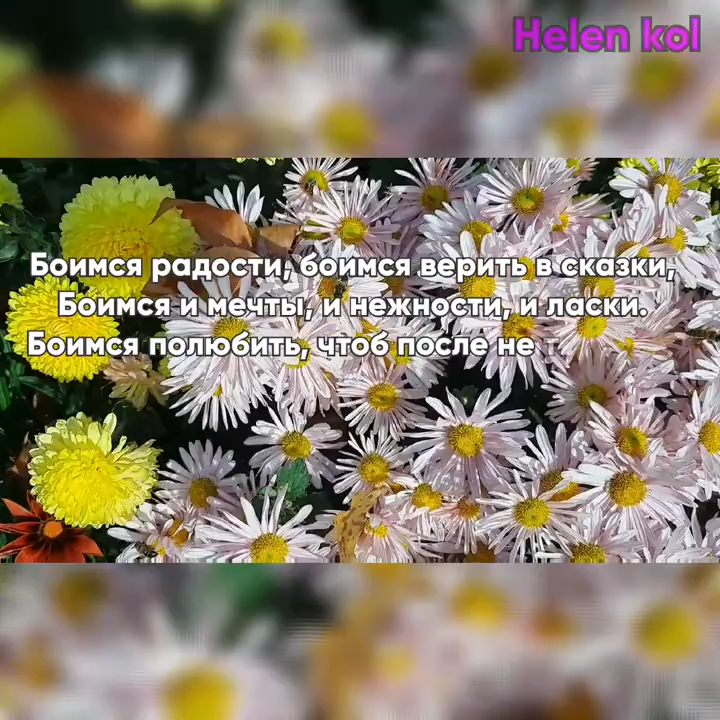 Helen kol
Боимся радости, боимся верить в сказки,
Боимся и мечты, и нежности, и ласки.
Боимся полюбить, чтоб после не